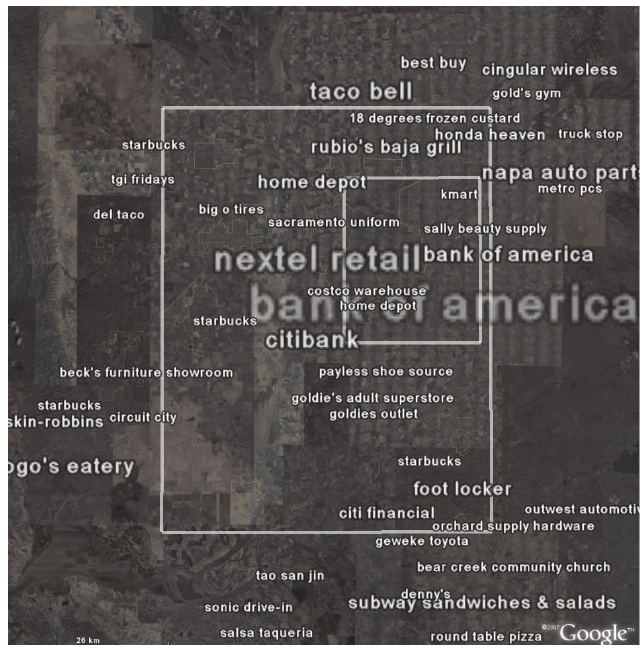 best buy
cingular wireless
taco bell
gold's gym
18 degrees frozen custard
honda heaven
truck stop
starbucks
rubio's baja grill
napa auto part
tgi fridays
home depot
metro pcs
kmart
del taco
big o tires
sacramento uniform
sally beauty supply
nextel retail
bank of america
costco warehouse
bank of america
home depot
starbucks
citibank
beck's furniture showroom
payless shoe source
goldie's adult superstore
starbucks
goldies outlet
skin-robbins
circuit city
ogo's eatery
starbucks
foot locker
citi financial
outwest automotiv
orchard supply hardware
geweke toyota
bear creek community church
tao san jin
denny's
subway sandwiches & salads
sonic drive-in
salsa taqueria
round table pizza
©2007 Google™
26 km